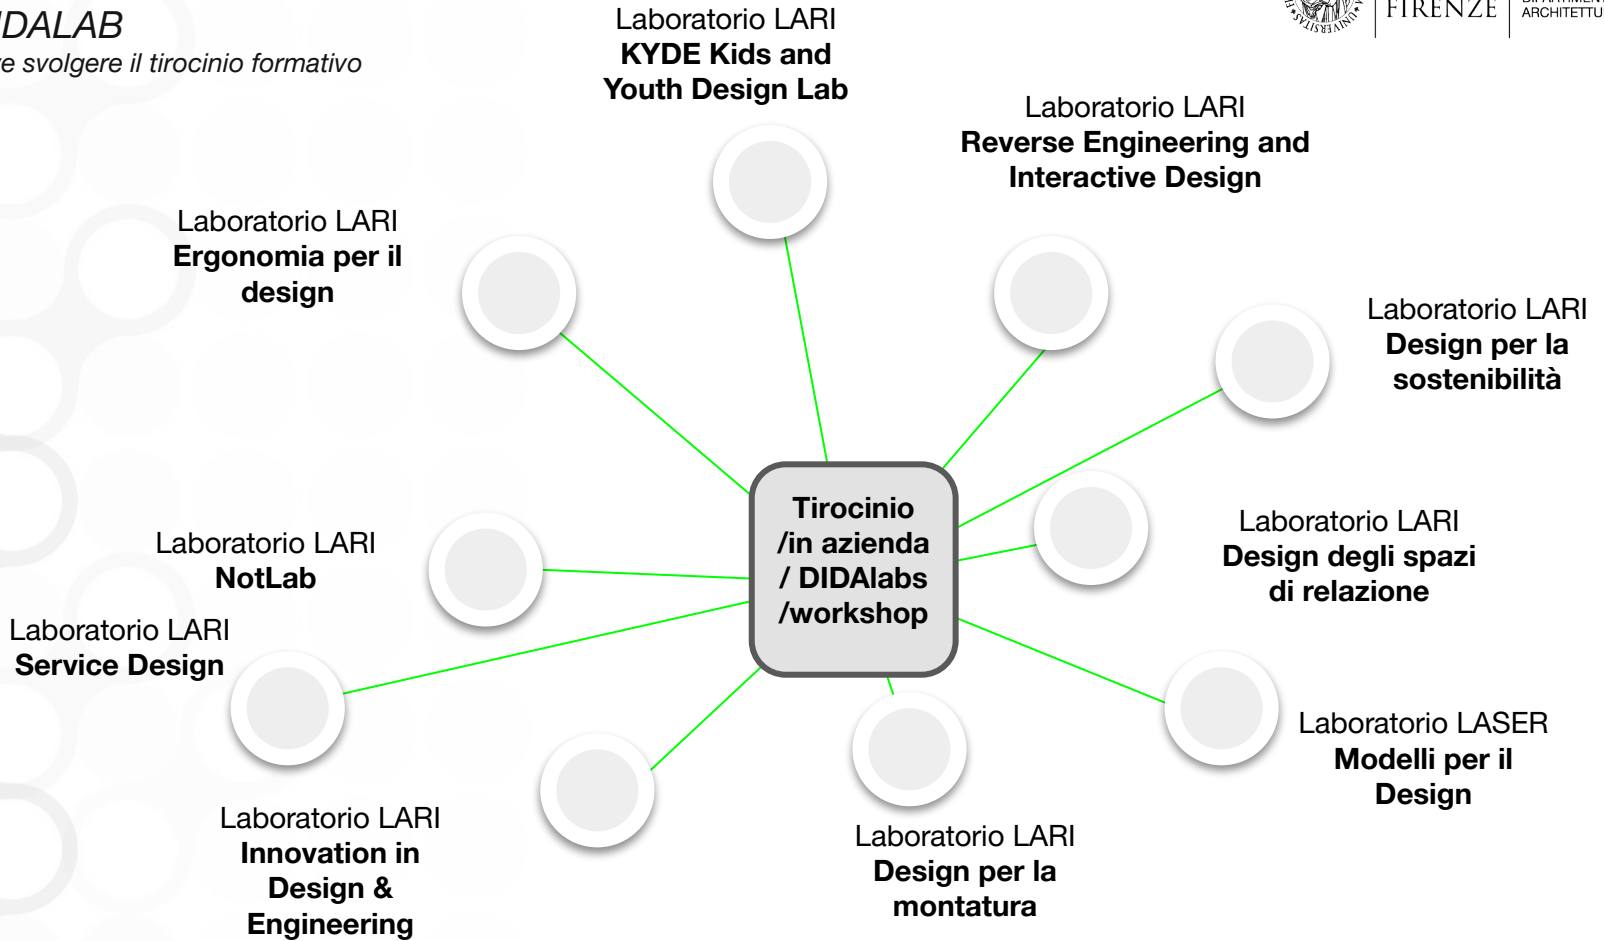 IDALAB
svolgere il tirocinio formativo
FIRENZE
Laboratorio LARI
KYDE Kids and
Youth Design Lab
Laboratorio LARI
Reverse Engineering and
Interactive Design
Laboratorio LARI
Ergonomia per il
design
Laboratorio LARI
Design per la
sostenibilità
Tirocinio
/in azienda
/ DIDAlabs
/workshop
Laboratorio LARI
Design degli spazi
di relazione
Laboratorio LARI
NotLab
Laboratorio LARI
Service Design
Laboratorio LASER
Modelli per il
Design
Laboratorio LARI
Innovation in
Design &
Engineering
Laboratorio LARI
Design per la
montatura